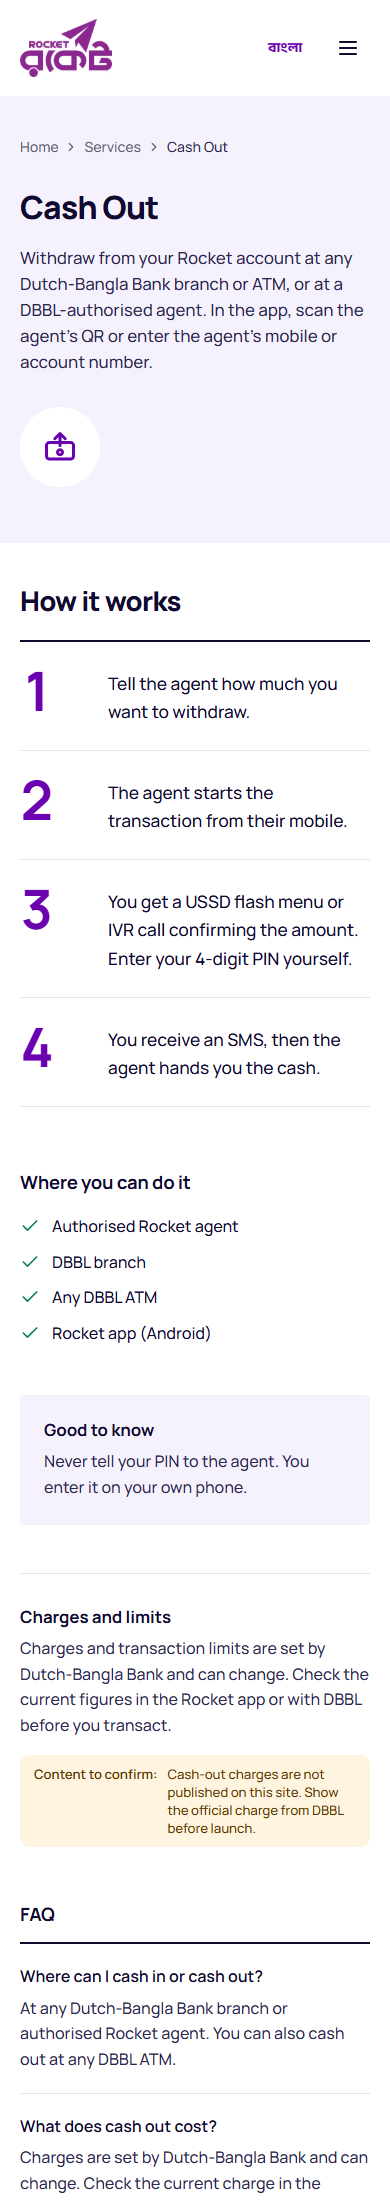 ROCKET
রকেট
বাংলা
Home > Services > Cash Out
Cash Out
Withdraw from your Rocket account at any
Dutch-Bangla Bank branch or ATM, or at a
DBBL-authorised agent. In the app, scan the
agent's QR or enter the agent's mobile or
account number.
How it works
1
Tell the agent how much you
want to withdraw.
2
The agent starts the
transaction from their mobile.
3
You get a USSD flash menu or
IVR call confirming the amount.
Enter your 4-digit PIN yourself.
4
You receive an SMS, then the
agent hands you the cash.
Where you can do it
Authorised Rocket agent
DBBL branch
Any DBBL ATM
Rocket app (Android)
Good to know
Never tell your PIN to the agent. You
enter it on your own phone.
Charges and limits
Charges and transaction limits are set by
Dutch-Bangla Bank and can change. Check the
current figures in the Rocket app or with DBBL
before you transact.
Content to confirm: Cash-out charges are not
published on this site. Show
the official charge from DBBL
before launch.
FAQ
Where can I cash in or cash out?
At any Dutch-Bangla Bank branch or
authorised Rocket agent. You can also cash
out at any DBBL ATM.
What does cash out cost?
Charges are set by Dutch-Bangla Bank and can
change. Check the current charge in the